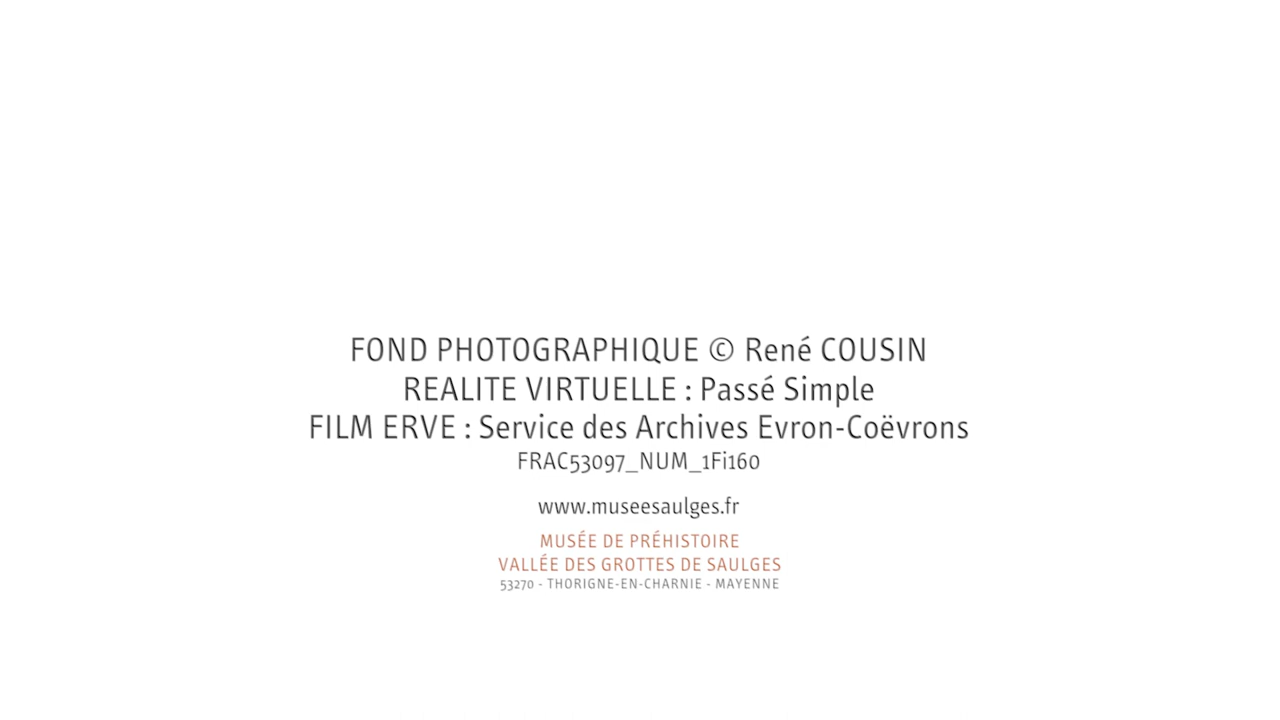 FOND PHOTOGRAPHIQUE © René COUSIN
REALITE VIRTUELLE : Passé Simple
FILM ERVE : Service des Archives Evron-Coëvrons
FRAC53097_NUM_1Fi160
www.museesaulges.fr
MUSÉE DE PRÉHISTOIRE
VALLÉE DES GROTTES DE SAULGES
53270 - THORIGNE-EN-CHARNIE - MAYENNE